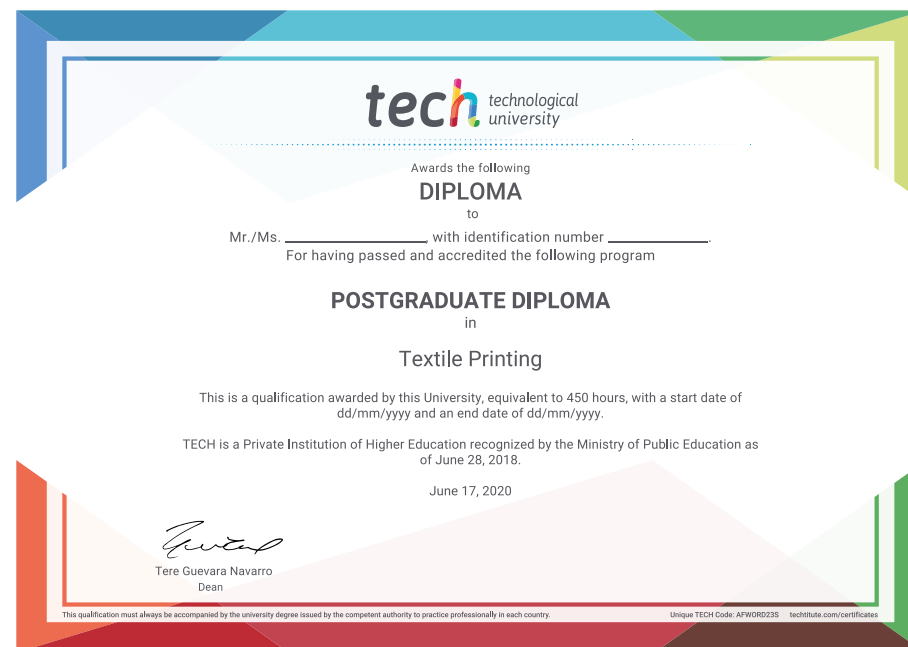 tech technological
university
Awards the following
DIPLOMA
to
Mr./Ms. ____________________, with identification number ______________.
For having passed and accredited the following program
POSTGRADUATE DIPLOMA
in
Textile Printing
This is a qualification awarded by this University, equivalent to 450 hours, with a start date of
dd/mm/yyyy and an end date of dd/mm/yyyy.
TECH is a Private Institution of Higher Education recognized by the Ministry of Public Education as
of June 28, 2018.
June 17, 2020
Tere Guevara Navarro
Dean
This qualification must always be accompanied by the university degree issued by the competent authority to practice professionally in each country. Unique TECH Code: AFWORD23S techtitute.com/certificates